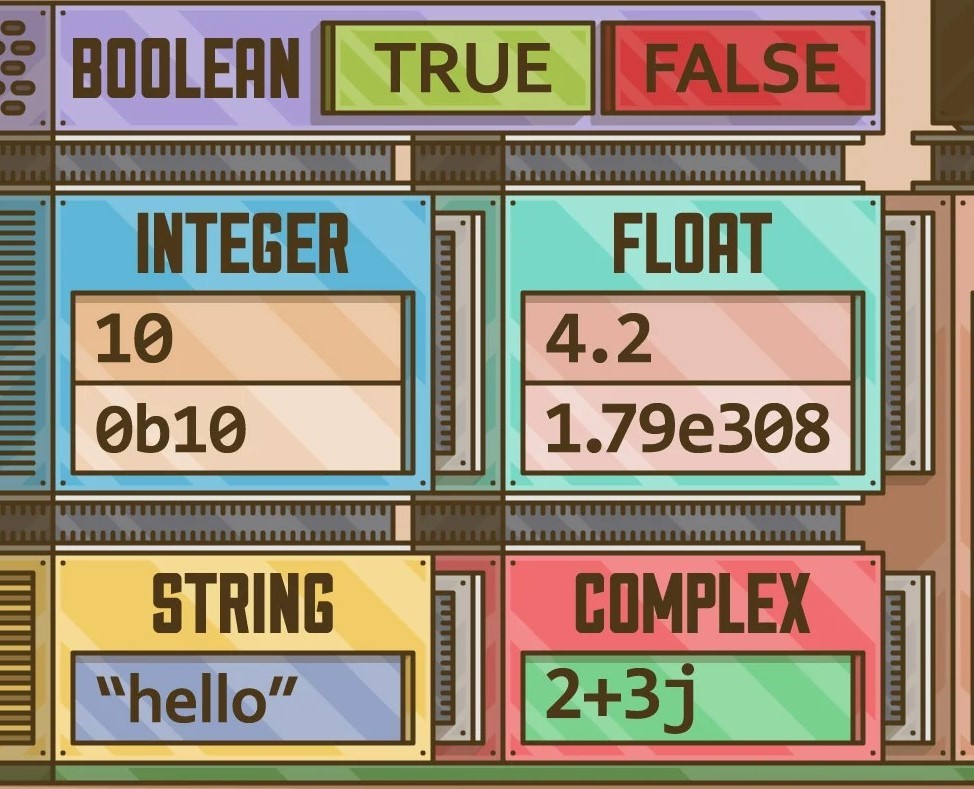 BOOLEAN TRUE FALSE
INTEGER
10
0b10
FLOAT
4.2
1.79e308
STRING
“hello”
COMPLEX
2+3j